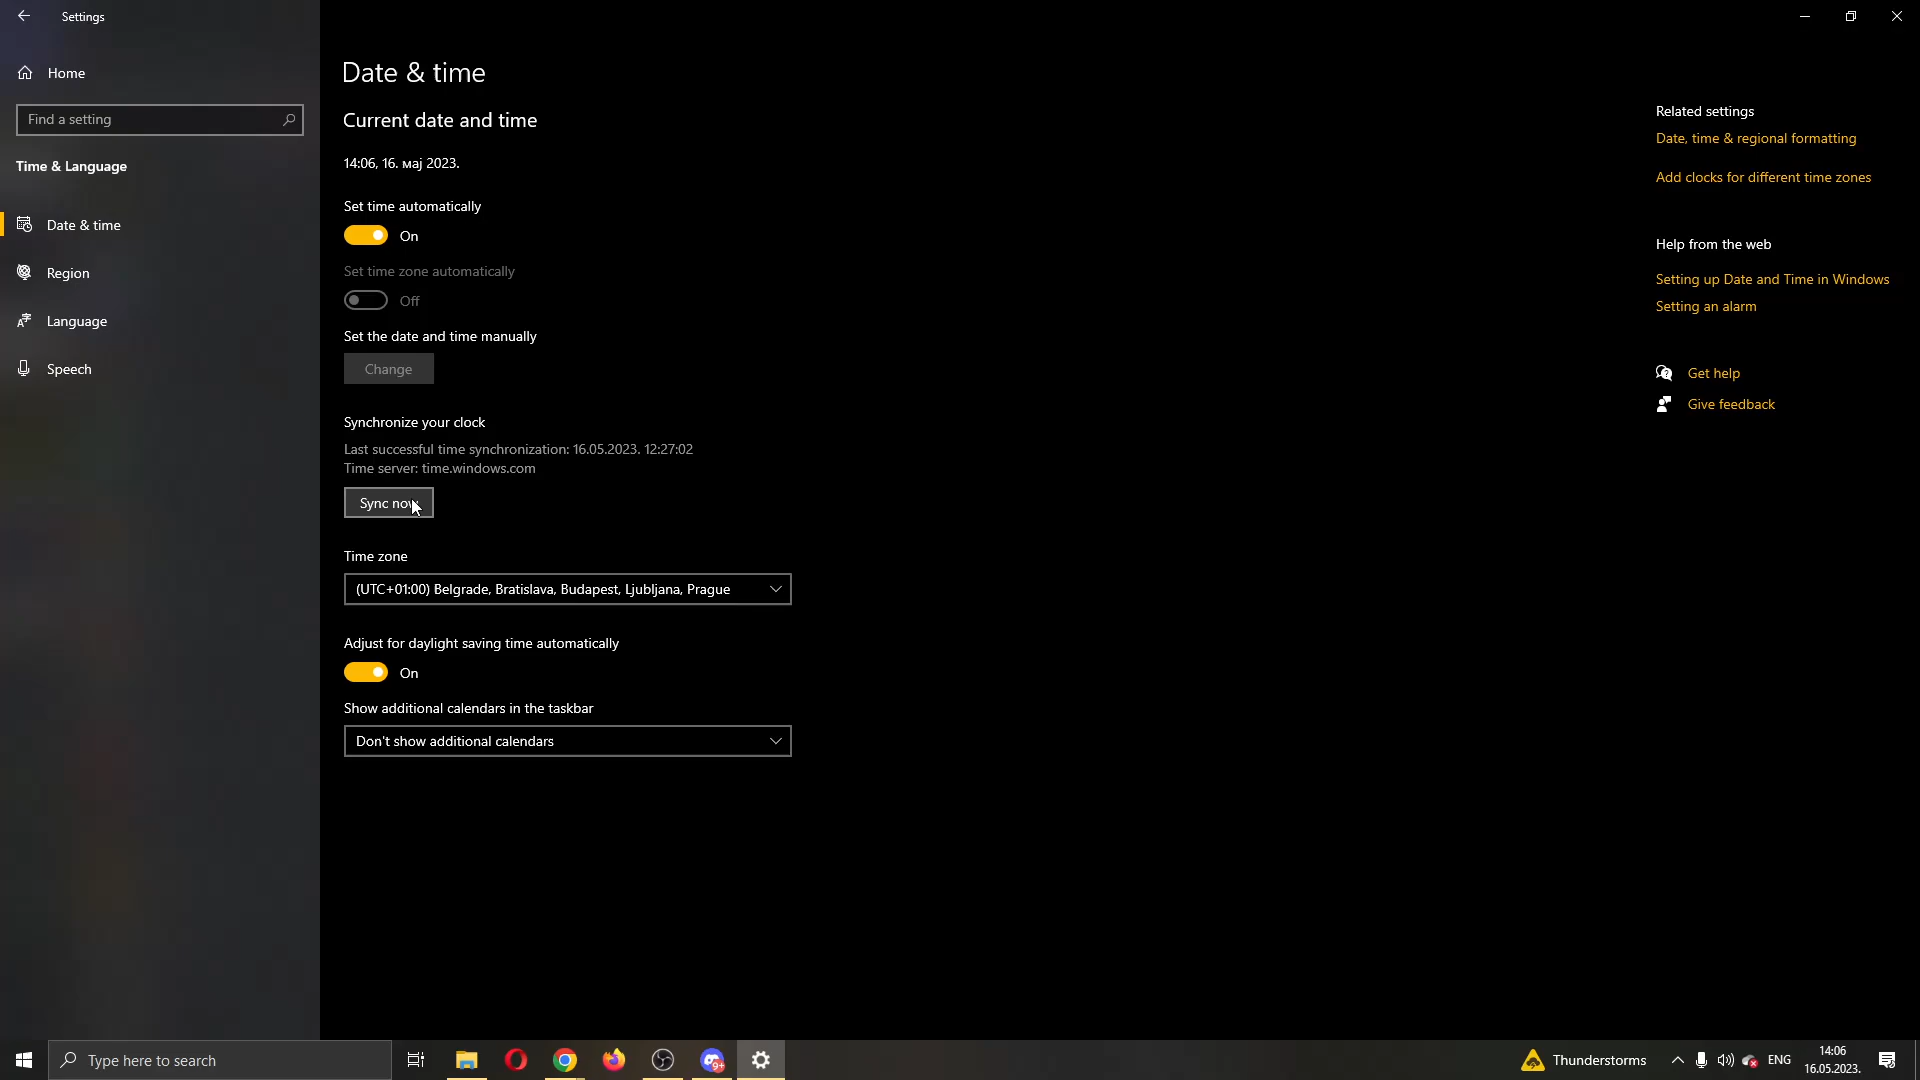 Settings
Home
Find a setting
Time & Language
Date & time
Region
Language
Speech
Date & time
Current date and time
14:06, 16. мај 2023.
Set time automatically
On
Set time zone automatically
Off
Set the date and time manually
Change
Synchronize your clock
Last successful time synchronization: 16.05.2023. 12:27:02
Time server: time.windows.com
Sync now
Time zone
(UTC+01:00) Belgrade, Bratislava, Budapest, Ljubljana, Prague
Adjust for daylight saving time automatically
On
Show additional calendars in the taskbar
Don't show additional calendars
Related settings
Date, time & regional formatting
Add clocks for different time zones
Help from the web
Setting up Date and Time in Windows
Setting an alarm
Get help
Give feedback
Type here to search
9+
Thunderstorms
ENG
14:06
16.05.2023.